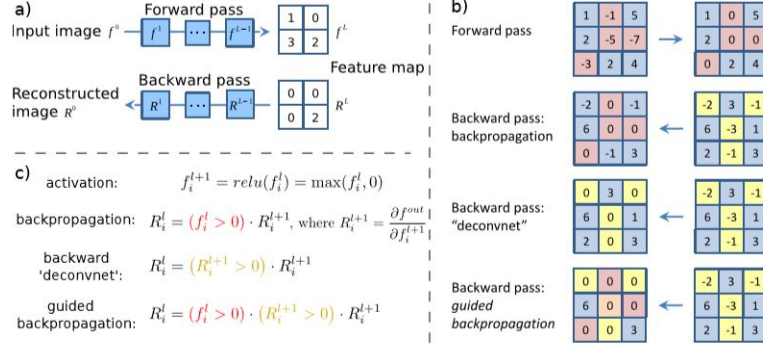 a)
Forward pass
Input image f⁰ f¹ ... f^{L-1} f^L
1 0
3 2
Feature map
Backward pass
Reconstructed image R⁰ R¹ ... R^{L-1} R^L
0 0
0 2
b)
Forward pass
1 -1 5
2 -5 -7
-3 2 4
1 0 5
2 0 0
0 2 4
Backward pass:
backpropagation
-2 0 -1
6 0 0
0 -1 3
-2 3 -1
6 -3 1
2 -1 3
Backward pass:
"deconvnet"
0 3 0
6 0 1
2 0 3
-2 3 -1
6 -3 1
2 -1 3
Backward pass:
guided
backpropagation
0 0 0
6 0 0
0 0 3
-2 3 -1
6 -3 1
2 -1 3
c)
activation: f_i^{l+1} = relu(f_i^l) = max(f_i^l, 0)
backpropagation: R_i^l = (f_i^l > 0) · R_i^{l+1}, where R_i^{l+1} = ∂f^{out} / ∂f_i^{l+1}
backward
'deconvnet': R_i^l = (R_i^{l+1} > 0) · R_i^{l+1}
guided
backpropagation: R_i^l = (f_i^l > 0) · (R_i^{l+1} > 0) · R_i^{l+1}